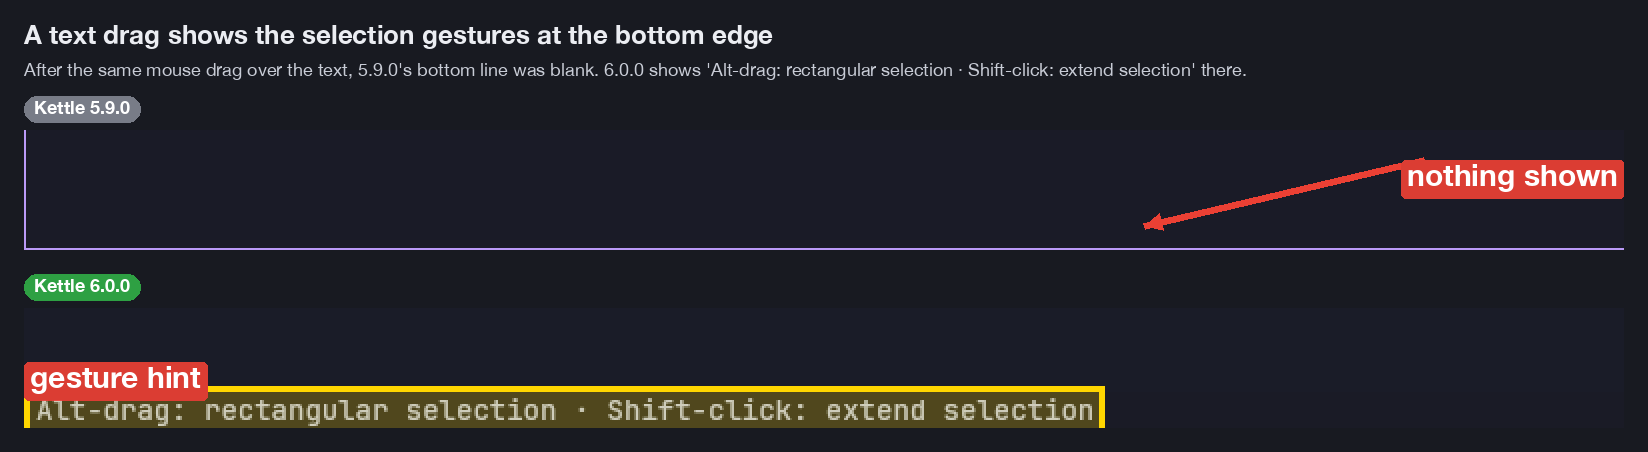 A text drag shows the selection gestures at the bottom edge
After the same mouse drag over the text, 5.9.0's bottom line was blank. 6.0.0 shows 'Alt-drag: rectangular selection · Shift-click: extend selection' there.
Kettle 5.9.0
nothing shown
Kettle 6.0.0
gesture hint
Alt-drag: rectangular selection · Shift-click: extend selection